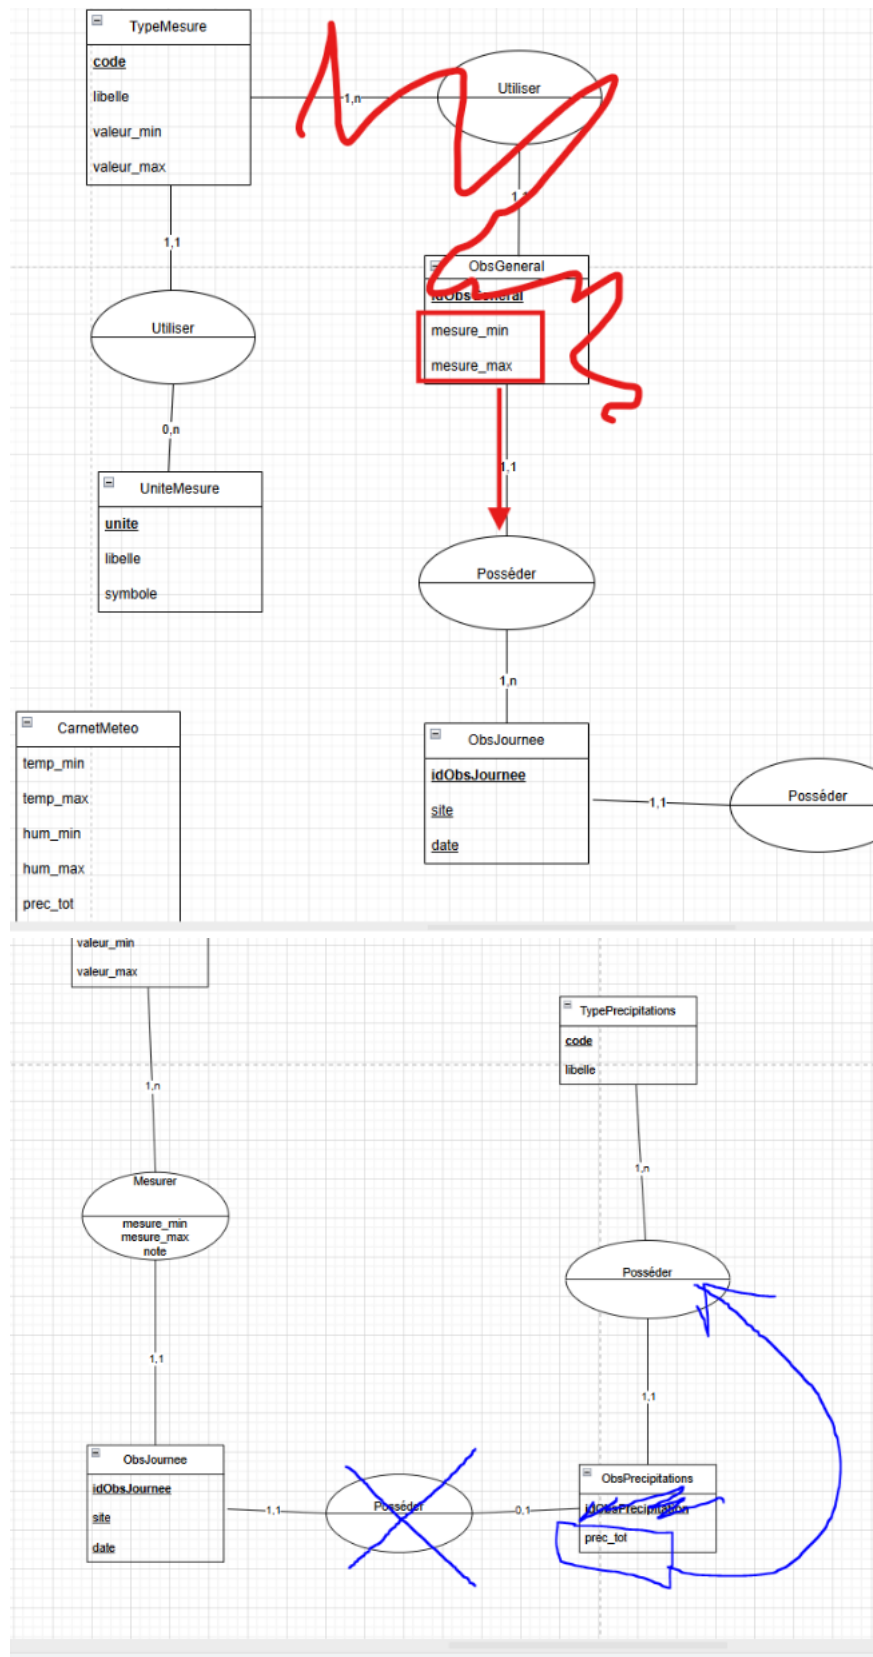 TypeMesure
code
libelle
valeur_min
valeur_max
1,n
Utiliser
1,1
1,1
ObsGeneral
idObsGeneral
mesure_min
mesure_max
Utiliser
0,n
1,1
UniteMesure
unite
libelle
symbole
Posséder
1,n
CarnetMeteo
temp_min
temp_max
hum_min
hum_max
prec_tot
ObsJournee
idObsJournee
site
date
1,1
Posséder
valeur_min
valeur_max
TypePrecipitations
code
libelle
1,n
1,n
Mesurer
mesure_min
mesure_max
note
Posséder
1,1
1,1
ObsJournee
idObsJournee
site
date
1,1
Posséder
0,1
ObsPrecipitations
idObsPrecipitation
prec_tot